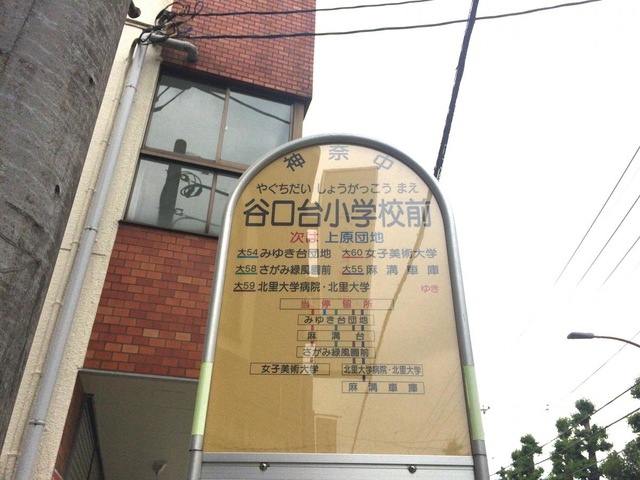 神奈中
やぐちだい しょうがっこう まえ
谷口台小学校前
次は 上原団地
大54 みゆき台団地 大60 女子美術大学
大58 さがみ緑風園前 大55 麻溝車庫
大59 北里大学病院・北里大学 ゆき
当停留所
みゆき台団地
麻溝台
さがみ緑風園前
女子美術大学 北里大学病院・北里大学
麻溝車庫